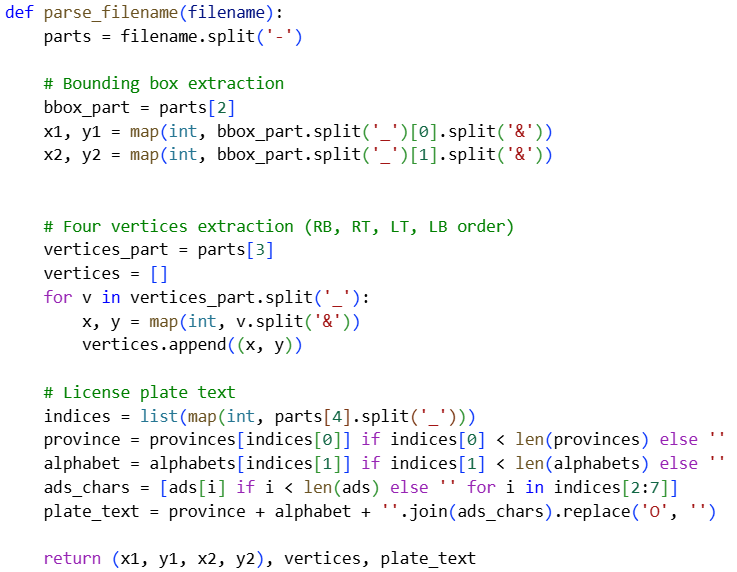 def parse_filename(filename):
    parts = filename.split('-')

    # Bounding box extraction
    bbox_part = parts[2]
    x1, y1 = map(int, bbox_part.split('_')[0].split('&'))
    x2, y2 = map(int, bbox_part.split('_')[1].split('&'))


    # Four vertices extraction (RB, RT, LT, LB order)
    vertices_part = parts[3]
    vertices = []
    for v in vertices_part.split('_'):
        x, y = map(int, v.split('&'))
        vertices.append((x, y))

    # License plate text
    indices = list(map(int, parts[4].split('_')))
    province = provinces[indices[0]] if indices[0] < len(provinces) else ''
    alphabet = alphabets[indices[1]] if indices[1] < len(alphabets) else ''
    ads_chars = [ads[i] if i < len(ads) else '' for i in indices[2:7]]
    plate_text = province + alphabet + ''.join(ads_chars).replace('O', '')

    return (x1, y1, x2, y2), vertices, plate_text